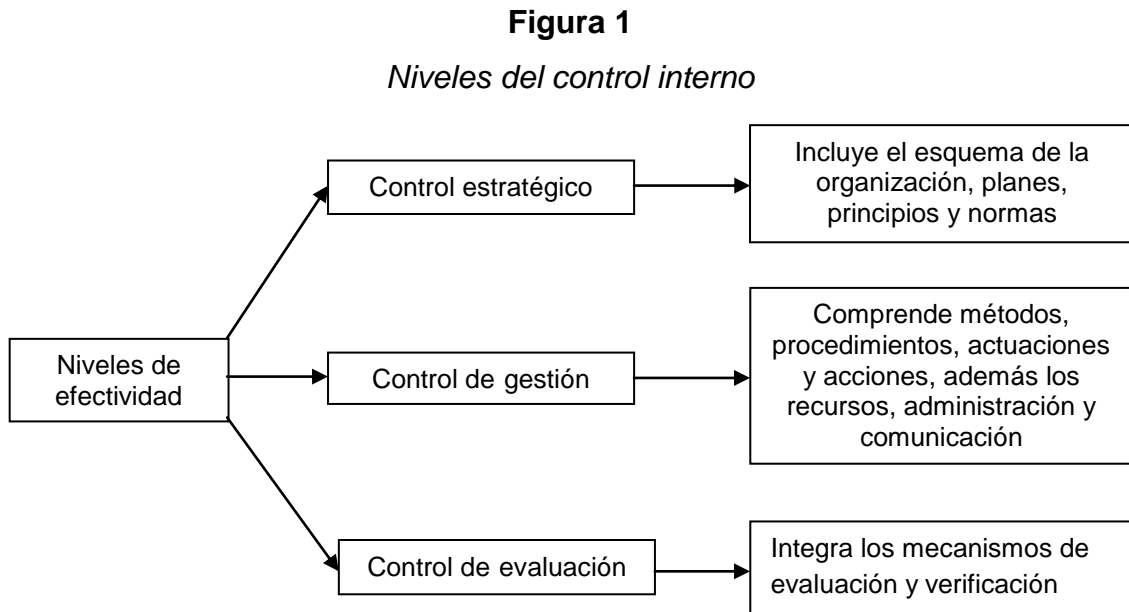 Figura 1
Niveles del control interno
Control estratégico
Incluye el esquema de la
organización, planes,
principios y normas
Niveles de
efectividad
Control de gestión
Comprende métodos,
procedimientos, actuaciones
y acciones, además los
recursos, administración y
comunicación
Control de evaluación
Integra los mecanismos de
evaluación y verificación